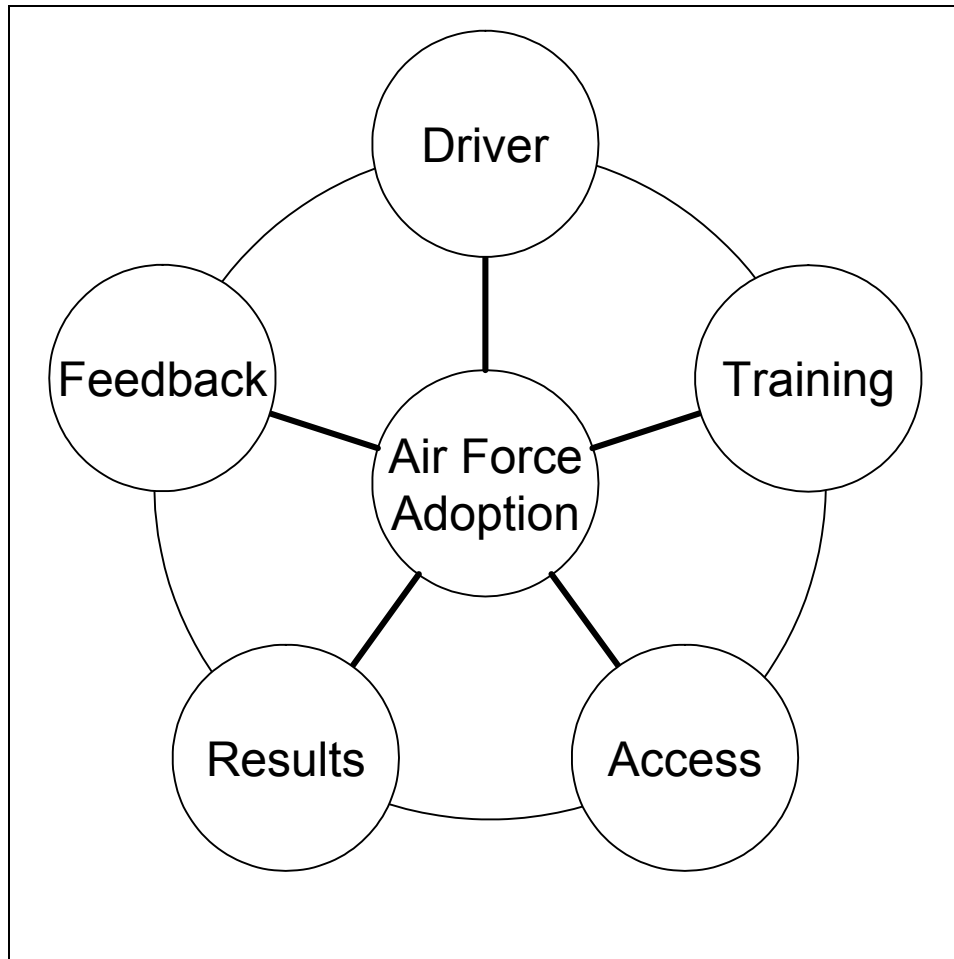 Driver
Feedback
Training
Air Force
Adoption
Results
Access